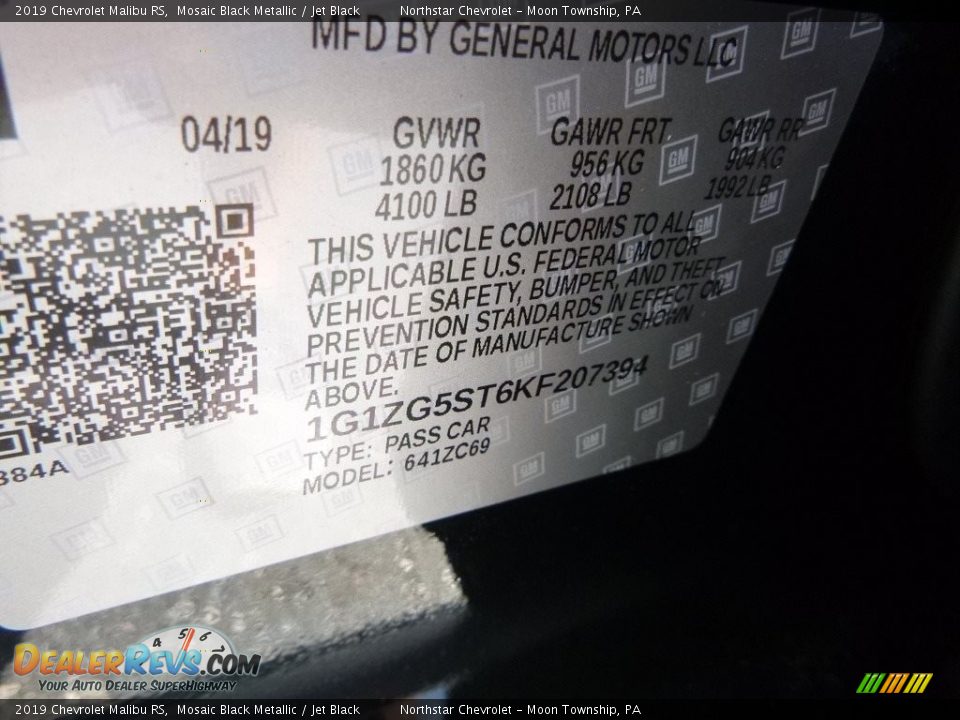 2019 Chevrolet Malibu RS, Mosaic Black Metallic / Jet Black Northstar Chevrolet - Moon Township, PA
MFD BY GENERAL MOTORS LLC
04/19 GVWR GAWR FRT. GAWR RR
1860 KG 956 KG 904 KG
4100 LB 2108 LB 1992 LB
THIS VEHICLE CONFORMS TO ALL
APPLICABLE U.S. FEDERAL MOTOR
VEHICLE SAFETY, BUMPER, AND THEFT
PREVENTION STANDARDS IN EFFECT ON
THE DATE OF MANUFACTURE SHOWN
ABOVE.
1G1ZG5ST6KF207394
TYPE: PASS CAR
MODEL: 641ZC69
384A
GM
4 5 6
DEALERREVS.COM
YOUR AUTO DEALER SUPERHIGHWAY
2019 Chevrolet Malibu RS, Mosaic Black Metallic / Jet Black Northstar Chevrolet - Moon Township, PA